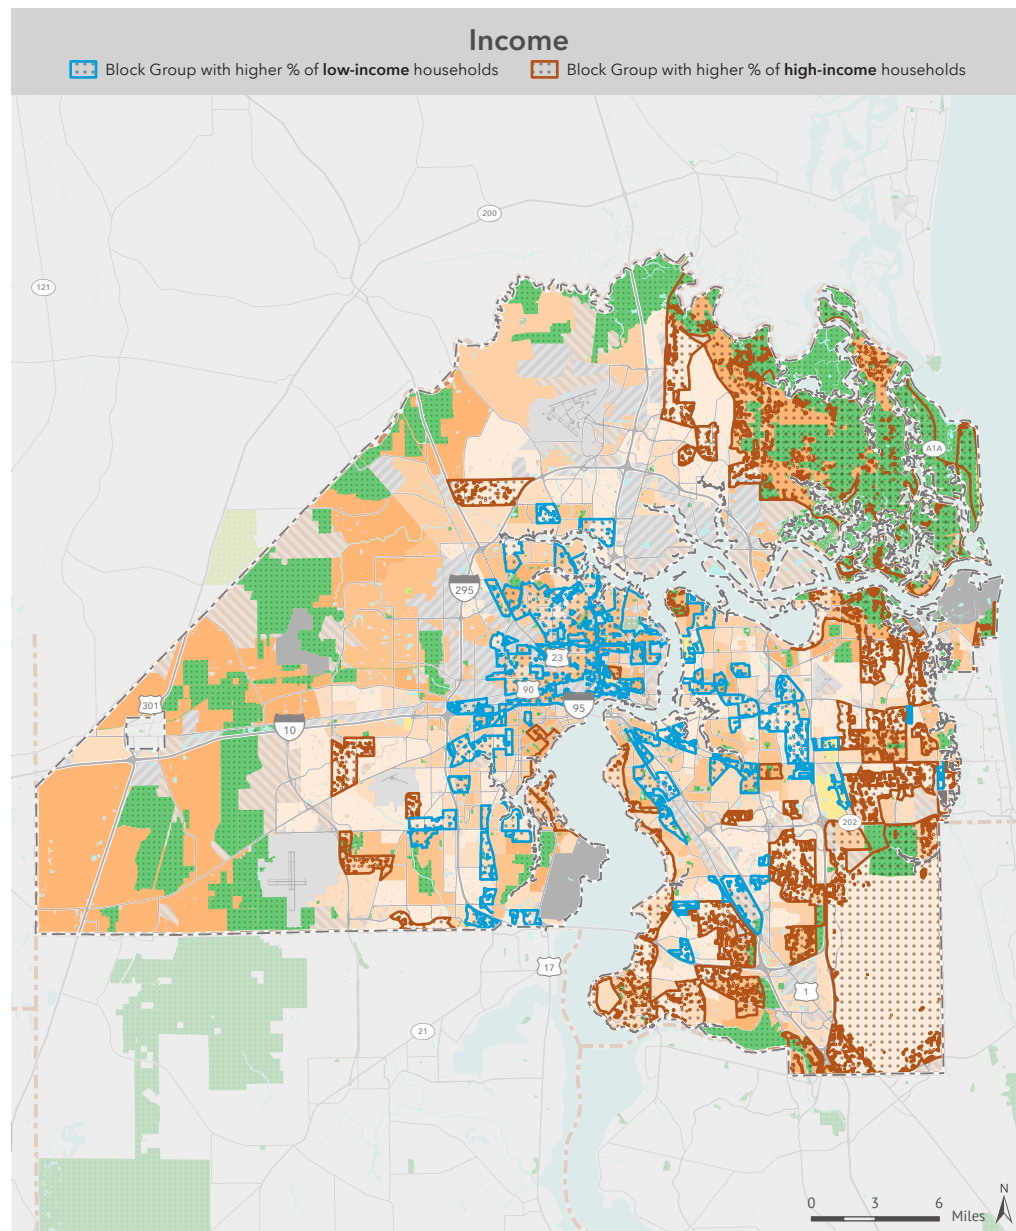 Income
Block Group with higher % of low-income households
Block Group with higher % of high-income households
200
121
A1A
295
23
90
301
95
10
202
17
1
21
N
0 3 6
Miles